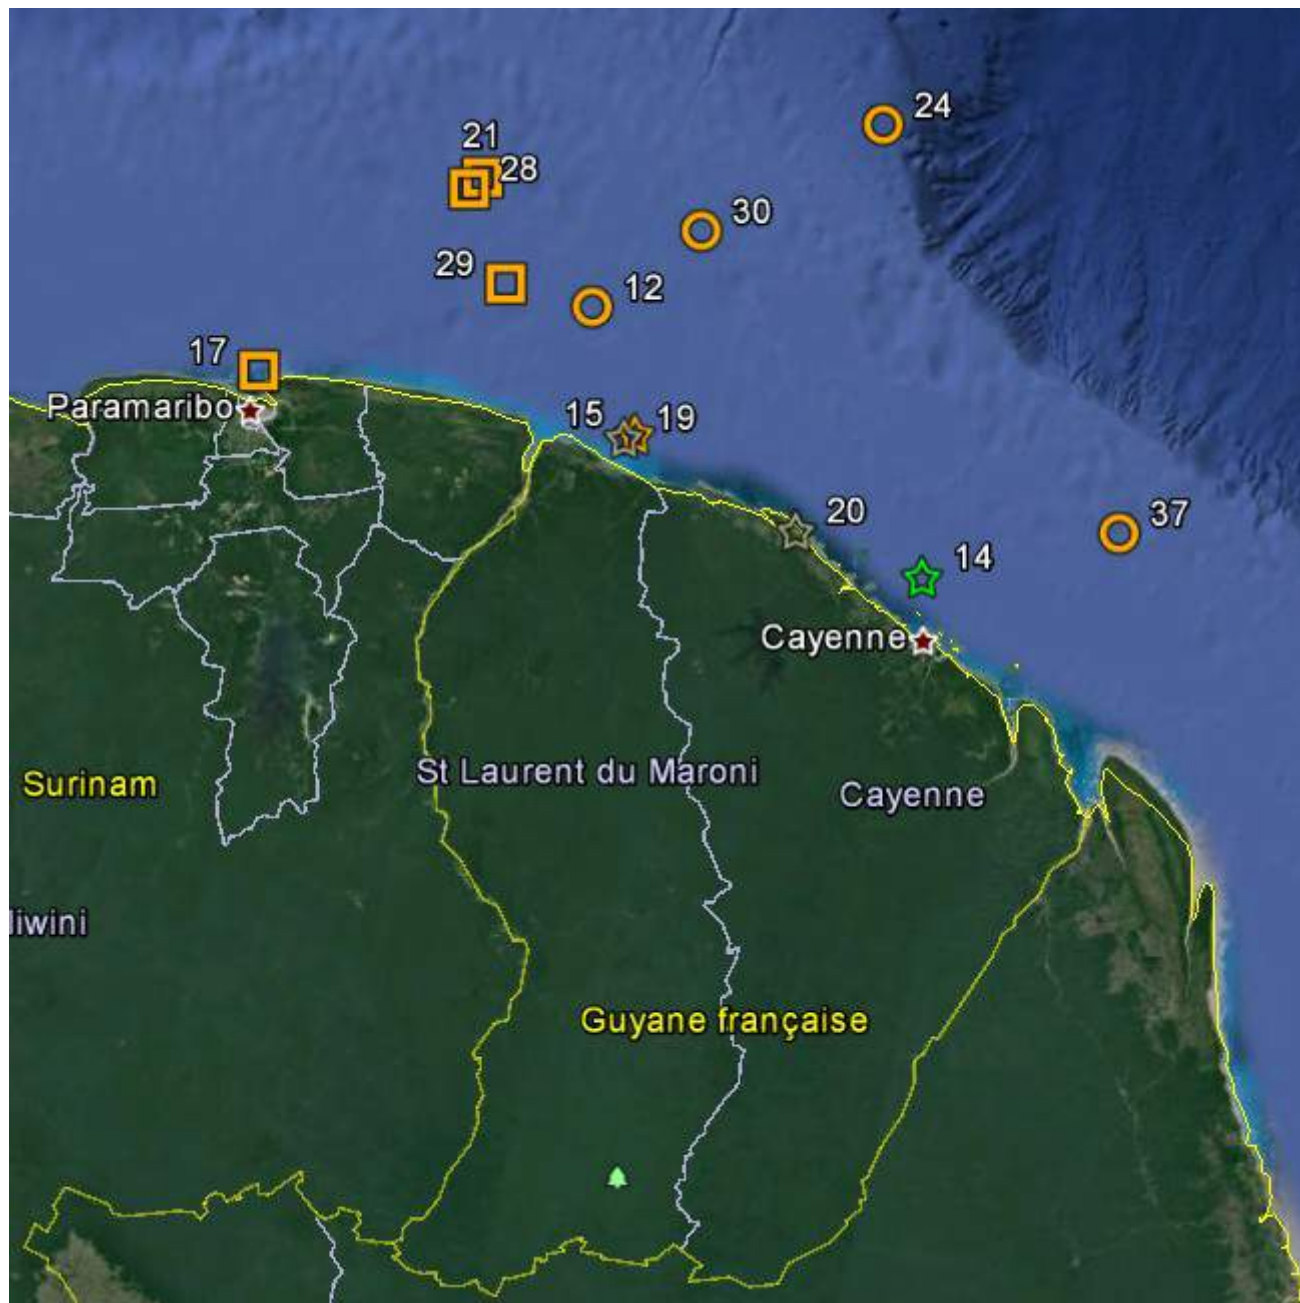 24
21
28
30
29
12
17
Paramaribo
15
19
20
37
14
Cayenne
St Laurent du Maroni
Surinam
Cayenne
liwini
Guyane française